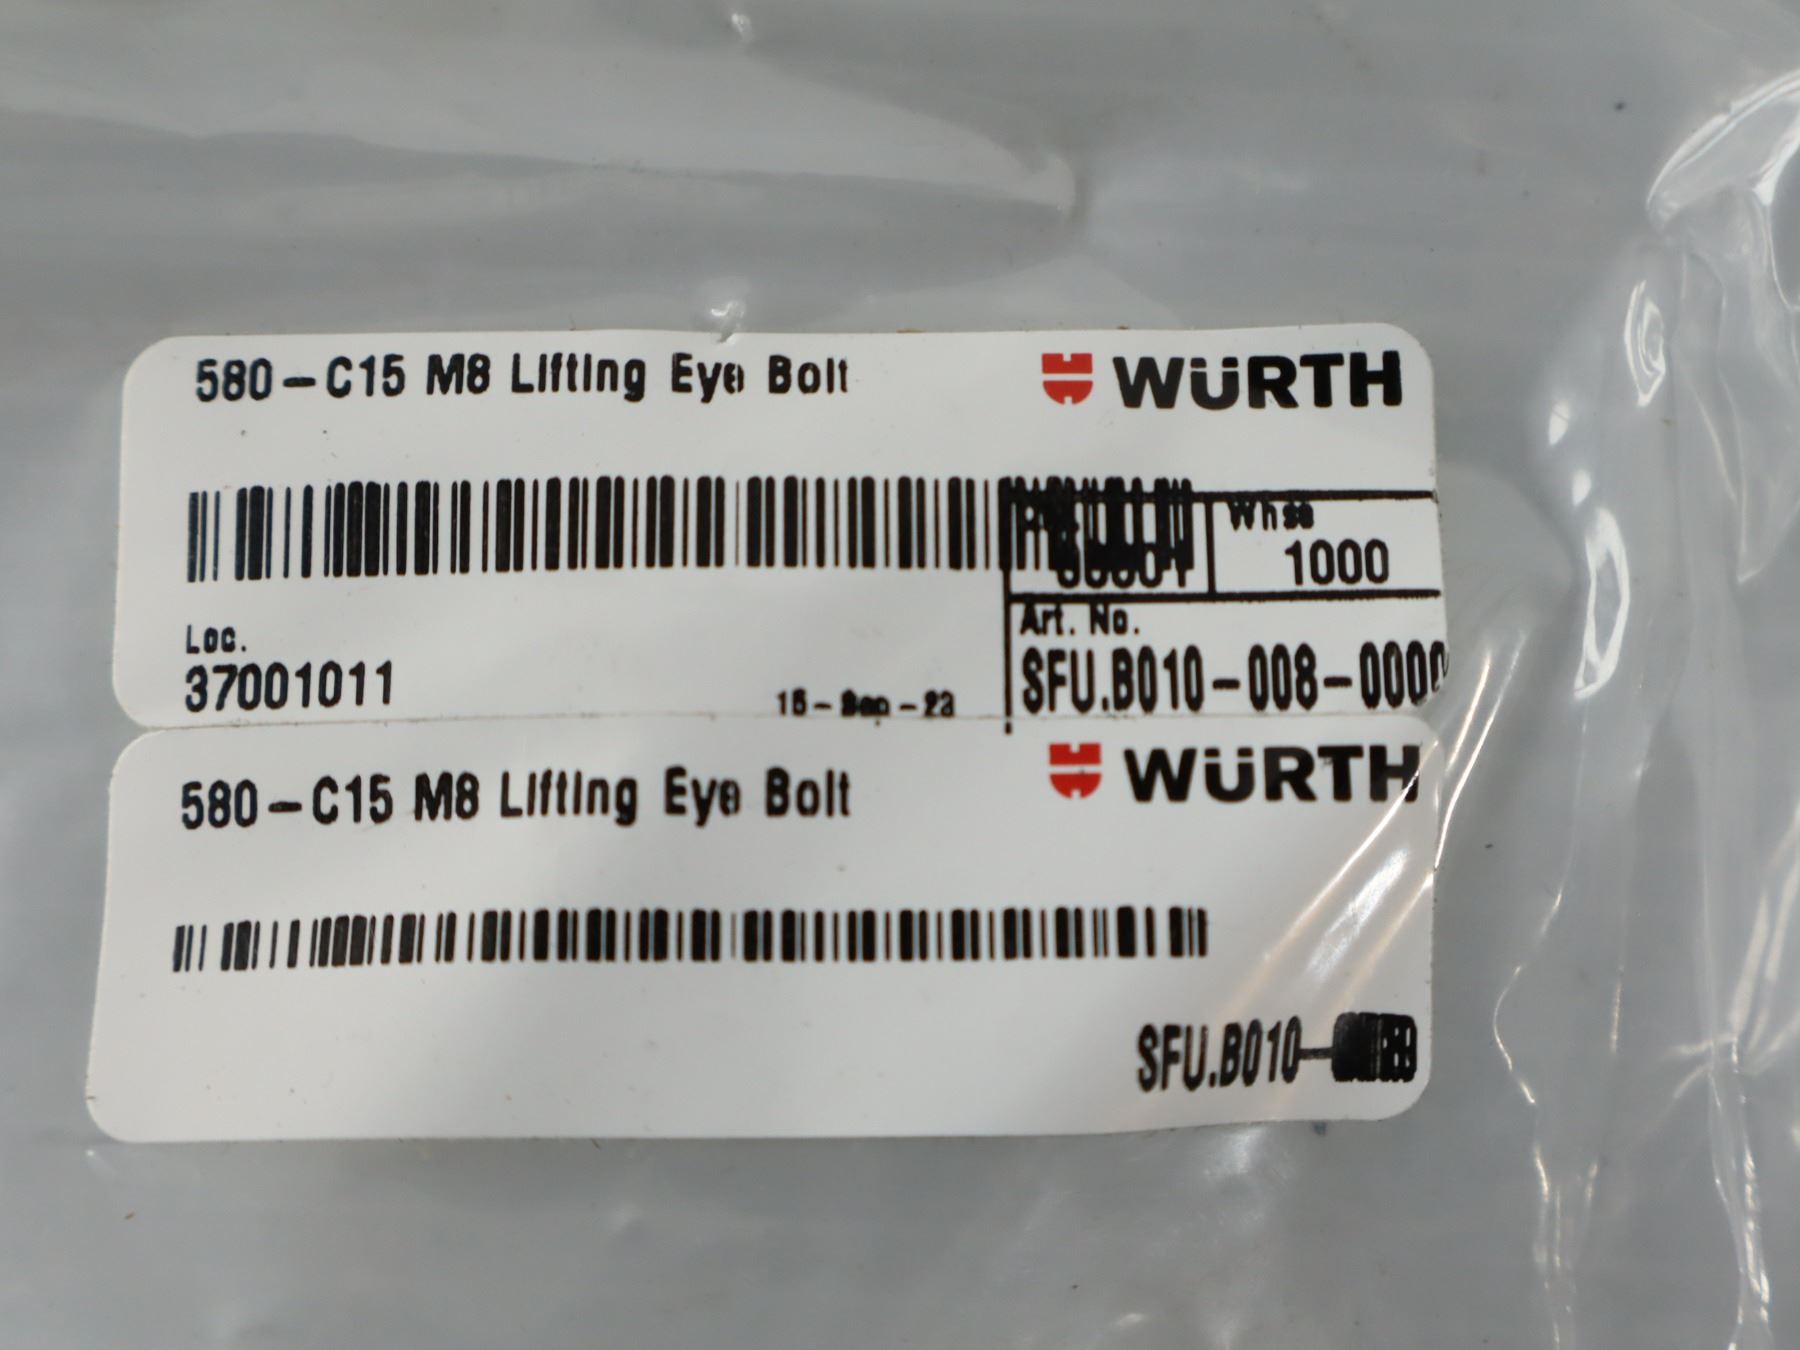 580-C15 M8 Lifting Eye Bolt
WÜRTH
Whse
1000
Loc.
37001011
Art. No.
SFU.B010-008-0000
580-C15 M8 Lifting Eye Bolt
WÜRTH
SFU.B010-